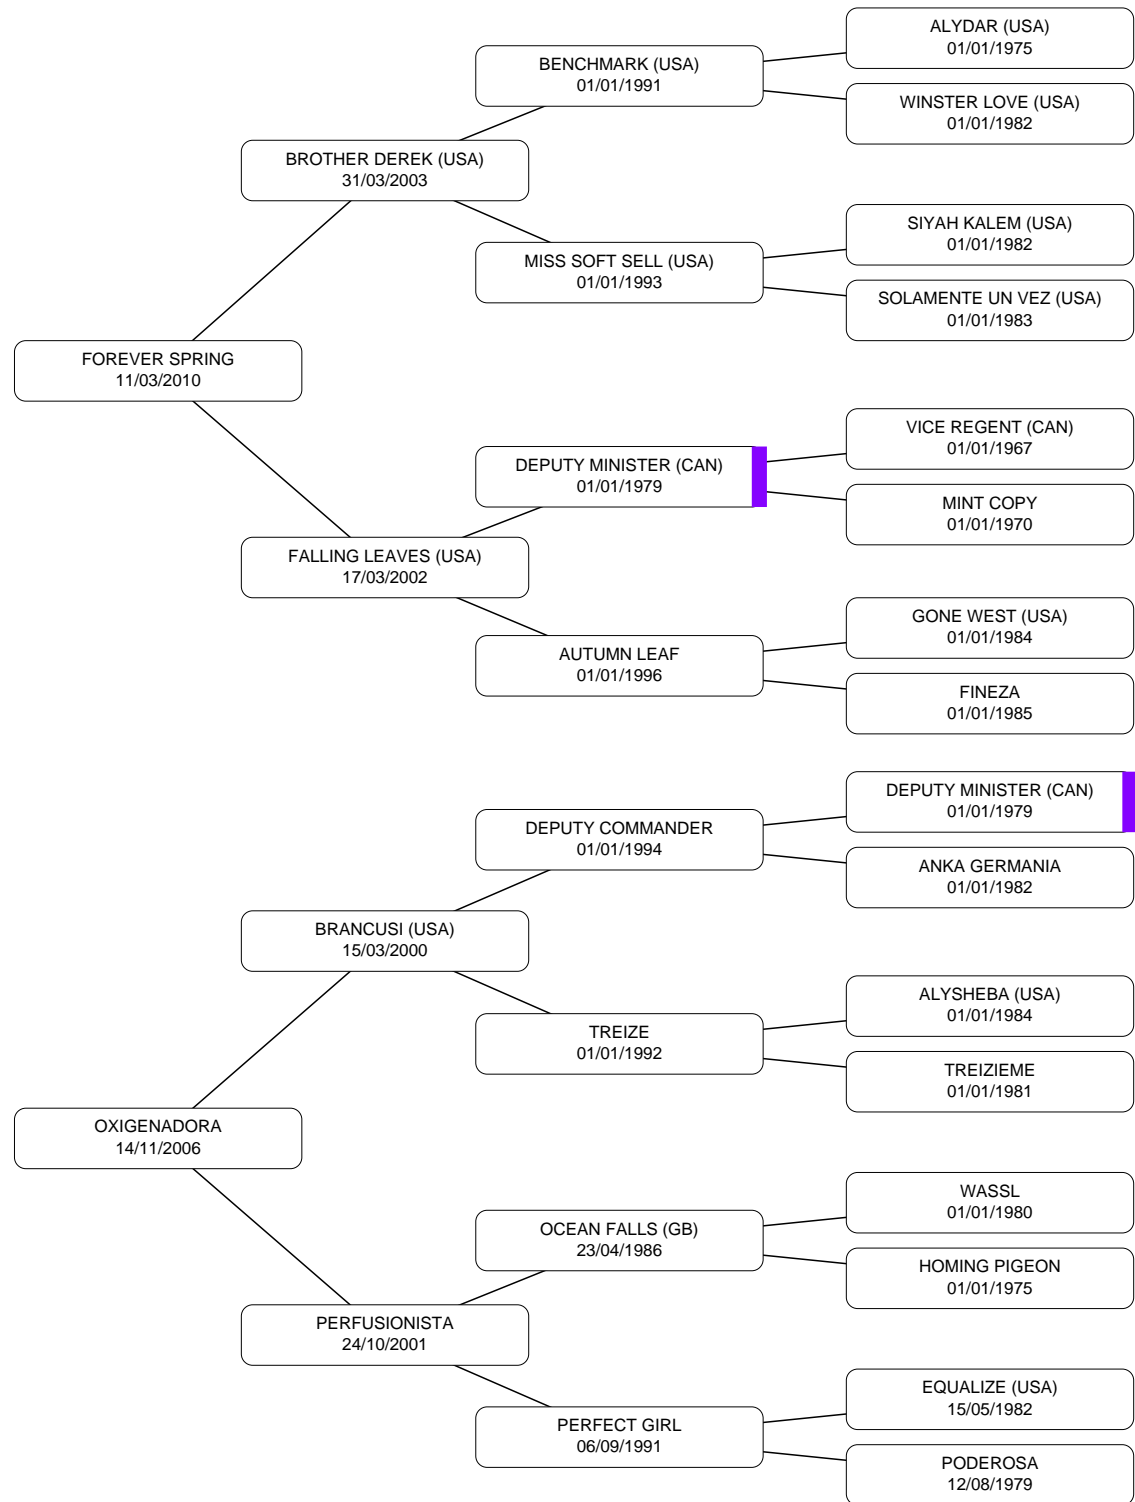 ALYDAR (USA)
01/01/1975
BENCHMARK (USA)
01/01/1991
WINSTER LOVE (USA)
01/01/1982
BROTHER DEREK (USA)
31/03/2003
SIYAH KALEM (USA)
01/01/1982
MISS SOFT SELL (USA)
01/01/1993
SOLAMENTE UN VEZ (USA)
01/01/1983
FOREVER SPRING
11/03/2010
VICE REGENT (CAN)
01/01/1967
DEPUTY MINISTER (CAN)
01/01/1979
MINT COPY
01/01/1970
FALLING LEAVES (USA)
17/03/2002
GONE WEST (USA)
01/01/1984
AUTUMN LEAF
01/01/1996
FINEZA
01/01/1985
DEPUTY MINISTER (CAN)
01/01/1979
DEPUTY COMMANDER
01/01/1994
ANKA GERMANIA
01/01/1982
BRANCUSI (USA)
15/03/2000
ALYSHEBA (USA)
01/01/1984
TREIZE
01/01/1992
TREIZIEME
01/01/1981
OXIGENADORA
14/11/2006
WASSL
01/01/1980
OCEAN FALLS (GB)
23/04/1986
HOMING PIGEON
01/01/1975
PERFUSIONISTA
24/10/2001
EQUALIZE (USA)
15/05/1982
PERFECT GIRL
06/09/1991
PODEROSA
12/08/1979